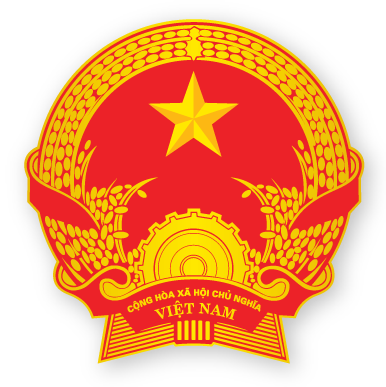 CỘNG HÒA XÃ HỘI CHỦ NGHĨA
VIỆT NAM